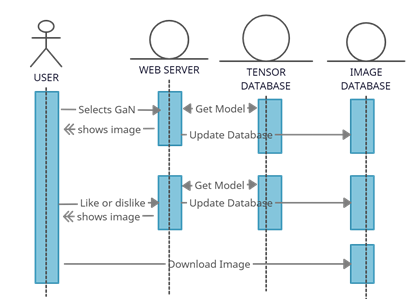 USER
WEB SERVER
TENSOR
DATABASE
IMAGE
DATABASE
Selects GaN
Get Model
shows image
Update Database
Get Model
Like or dislike
Update Database
shows image
Download Image